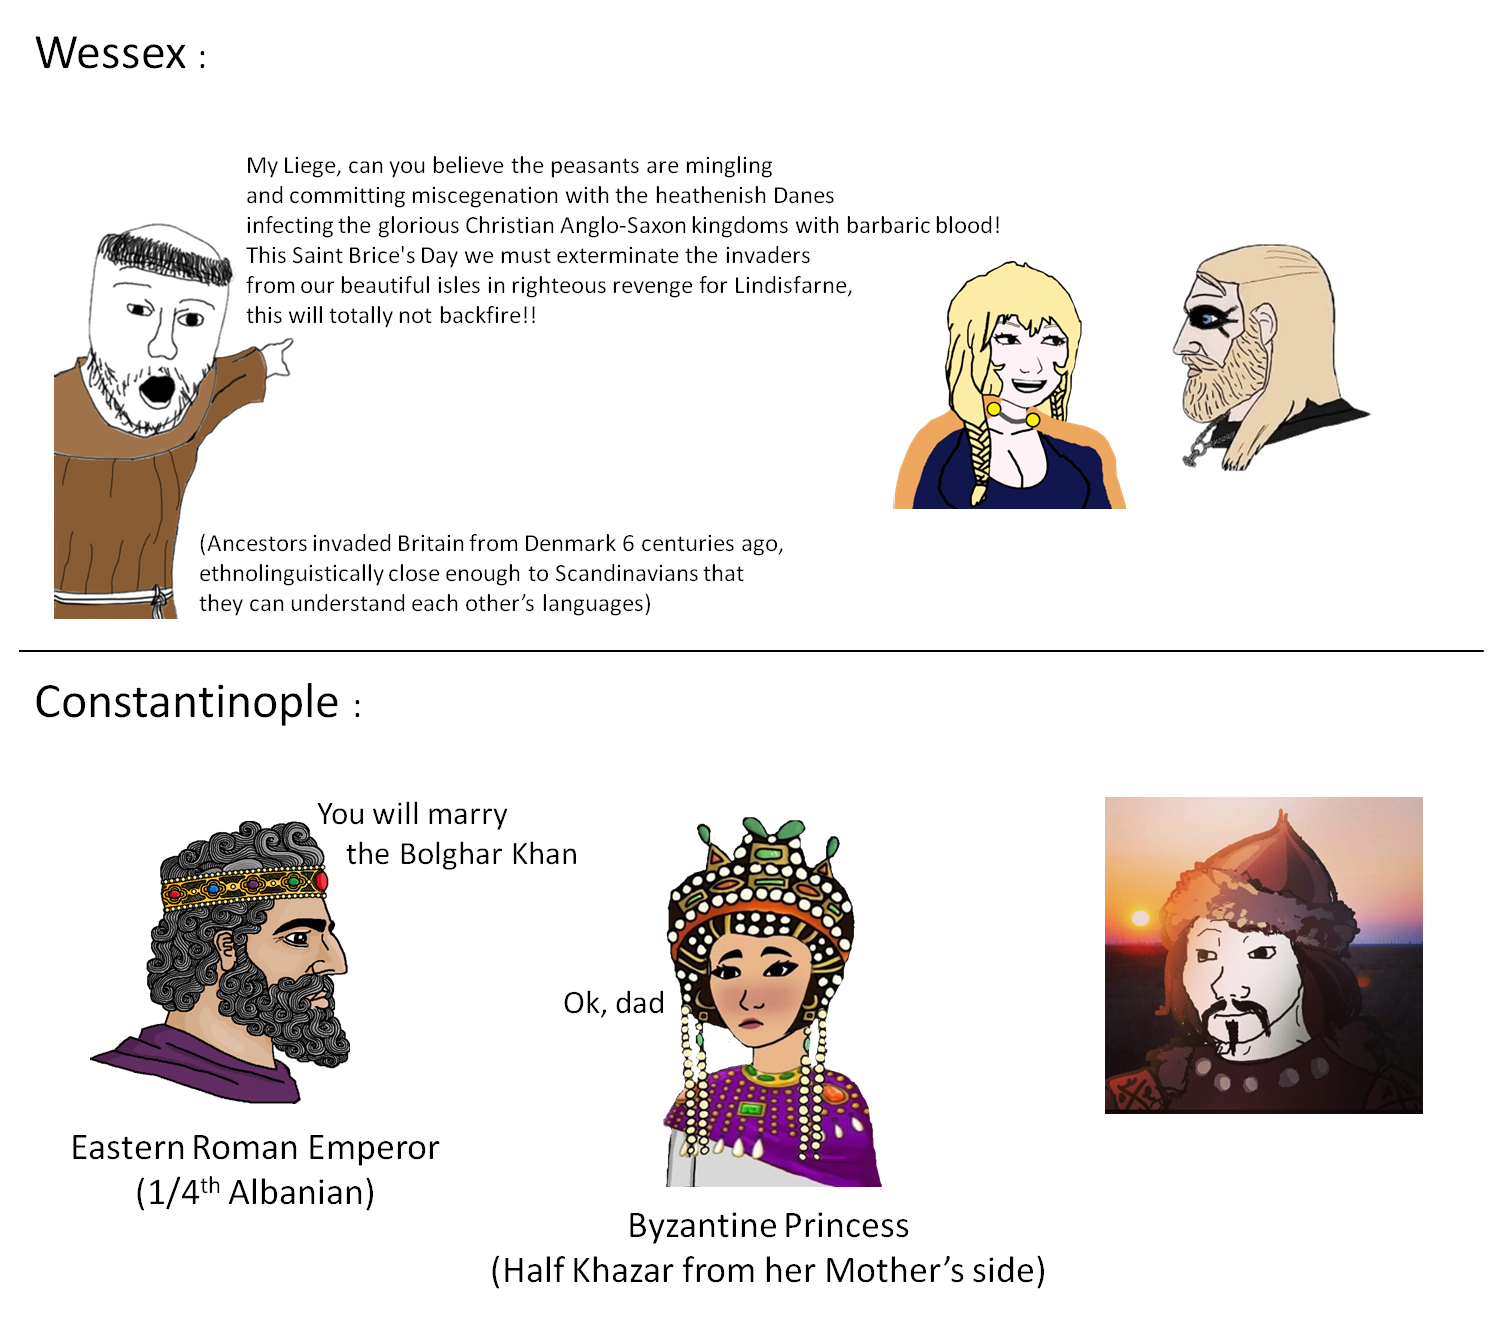 Wessex :
My Liege, can you believe the peasants are mingling
and committing miscegenation with the heathenish Danes
infecting the glorious Christian Anglo-Saxon kingdoms with barbaric blood!
This Saint Brice's Day we must exterminate the invaders
from our beautiful isles in righteous revenge for Lindisfarne,
this will totally not backfire!!
(Ancestors invaded Britain from Denmark 6 centuries ago,
ethnolinguistically close enough to Scandinavians that
they can understand each other’s languages)
Constantinople :
You will marry
the Bolghar Khan
Ok, dad
Eastern Roman Emperor
(1/4th Albanian)
Byzantine Princess
(Half Khazar from her Mother’s side)